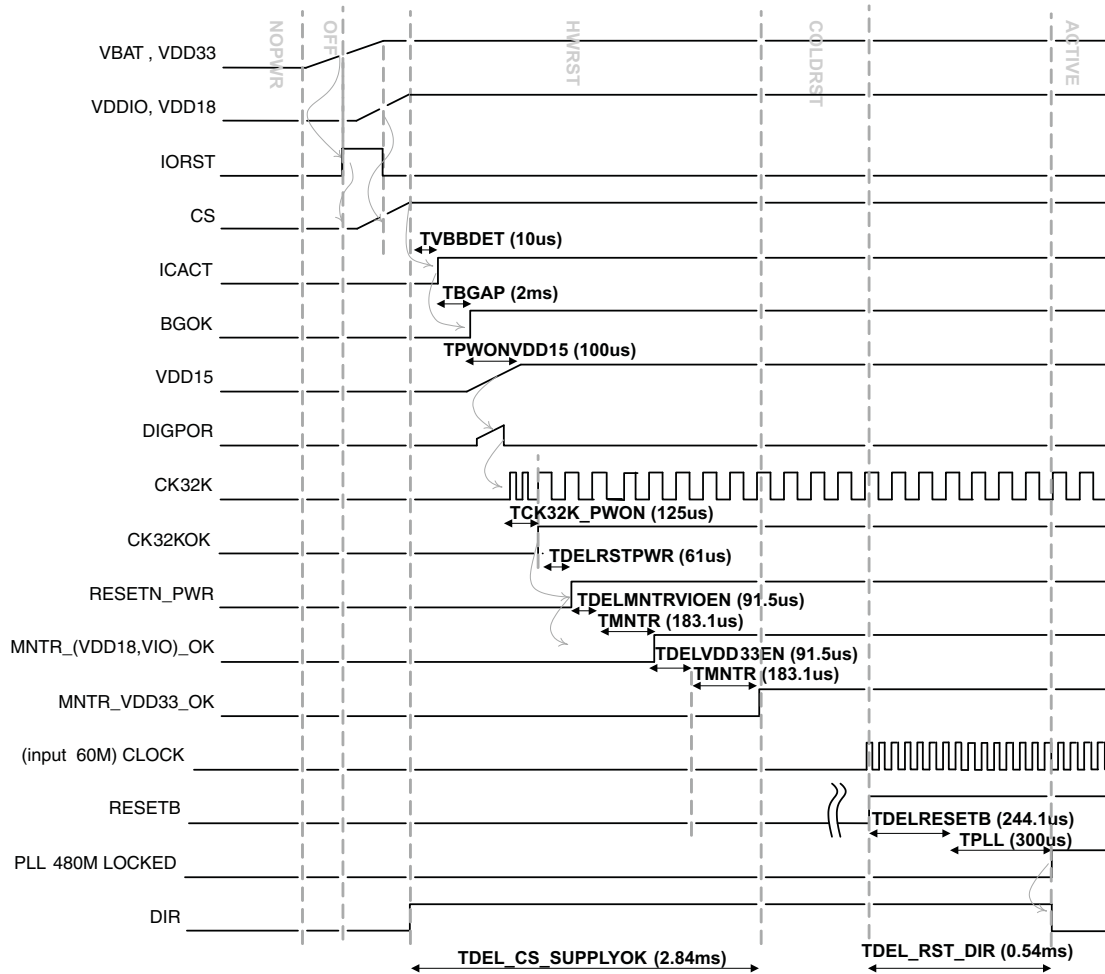 NOPWR
OFF
HWRST
COLDRST
ACTIVE
VBAT , VDD33
VDDIO, VDD18
IORST
CS
TVBBDET (10us)
ICACT
TBGAP (2ms)
BGOK
TPWONVDD15 (100us)
VDD15
DIGPOR
CK32K
TCK32K_PWON (125us)
CK32KOK
TDELRSTPWR (61us)
RESETN_PWR
TDELMNTRVIOEN (91.5us)
TMNTR (183.1us)
MNTR_(VDD18,VIO)_OK
TDELVDD33EN (91.5us)
TMNTR (183.1us)
MNTR_VDD33_OK
(input 60M) CLOCK
RESETB
TDELRESETB (244.1us)
TPLL (300us)
PLL 480M LOCKED
DIR
TDEL_CS_SUPPLYOK (2.84ms)
TDEL_RST_DIR (0.54ms)